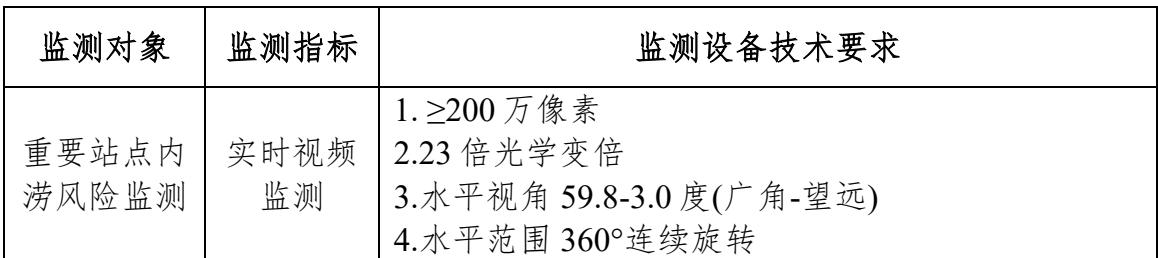 监测对象 监测指标 监测设备技术要求
重要站点内涝风险监测
实时视频监测
1. ≥200 万像素
2.23 倍光学变倍
3.水平视角 59.8-3.0 度(广角-望远)
4.水平范围 360°连续旋转